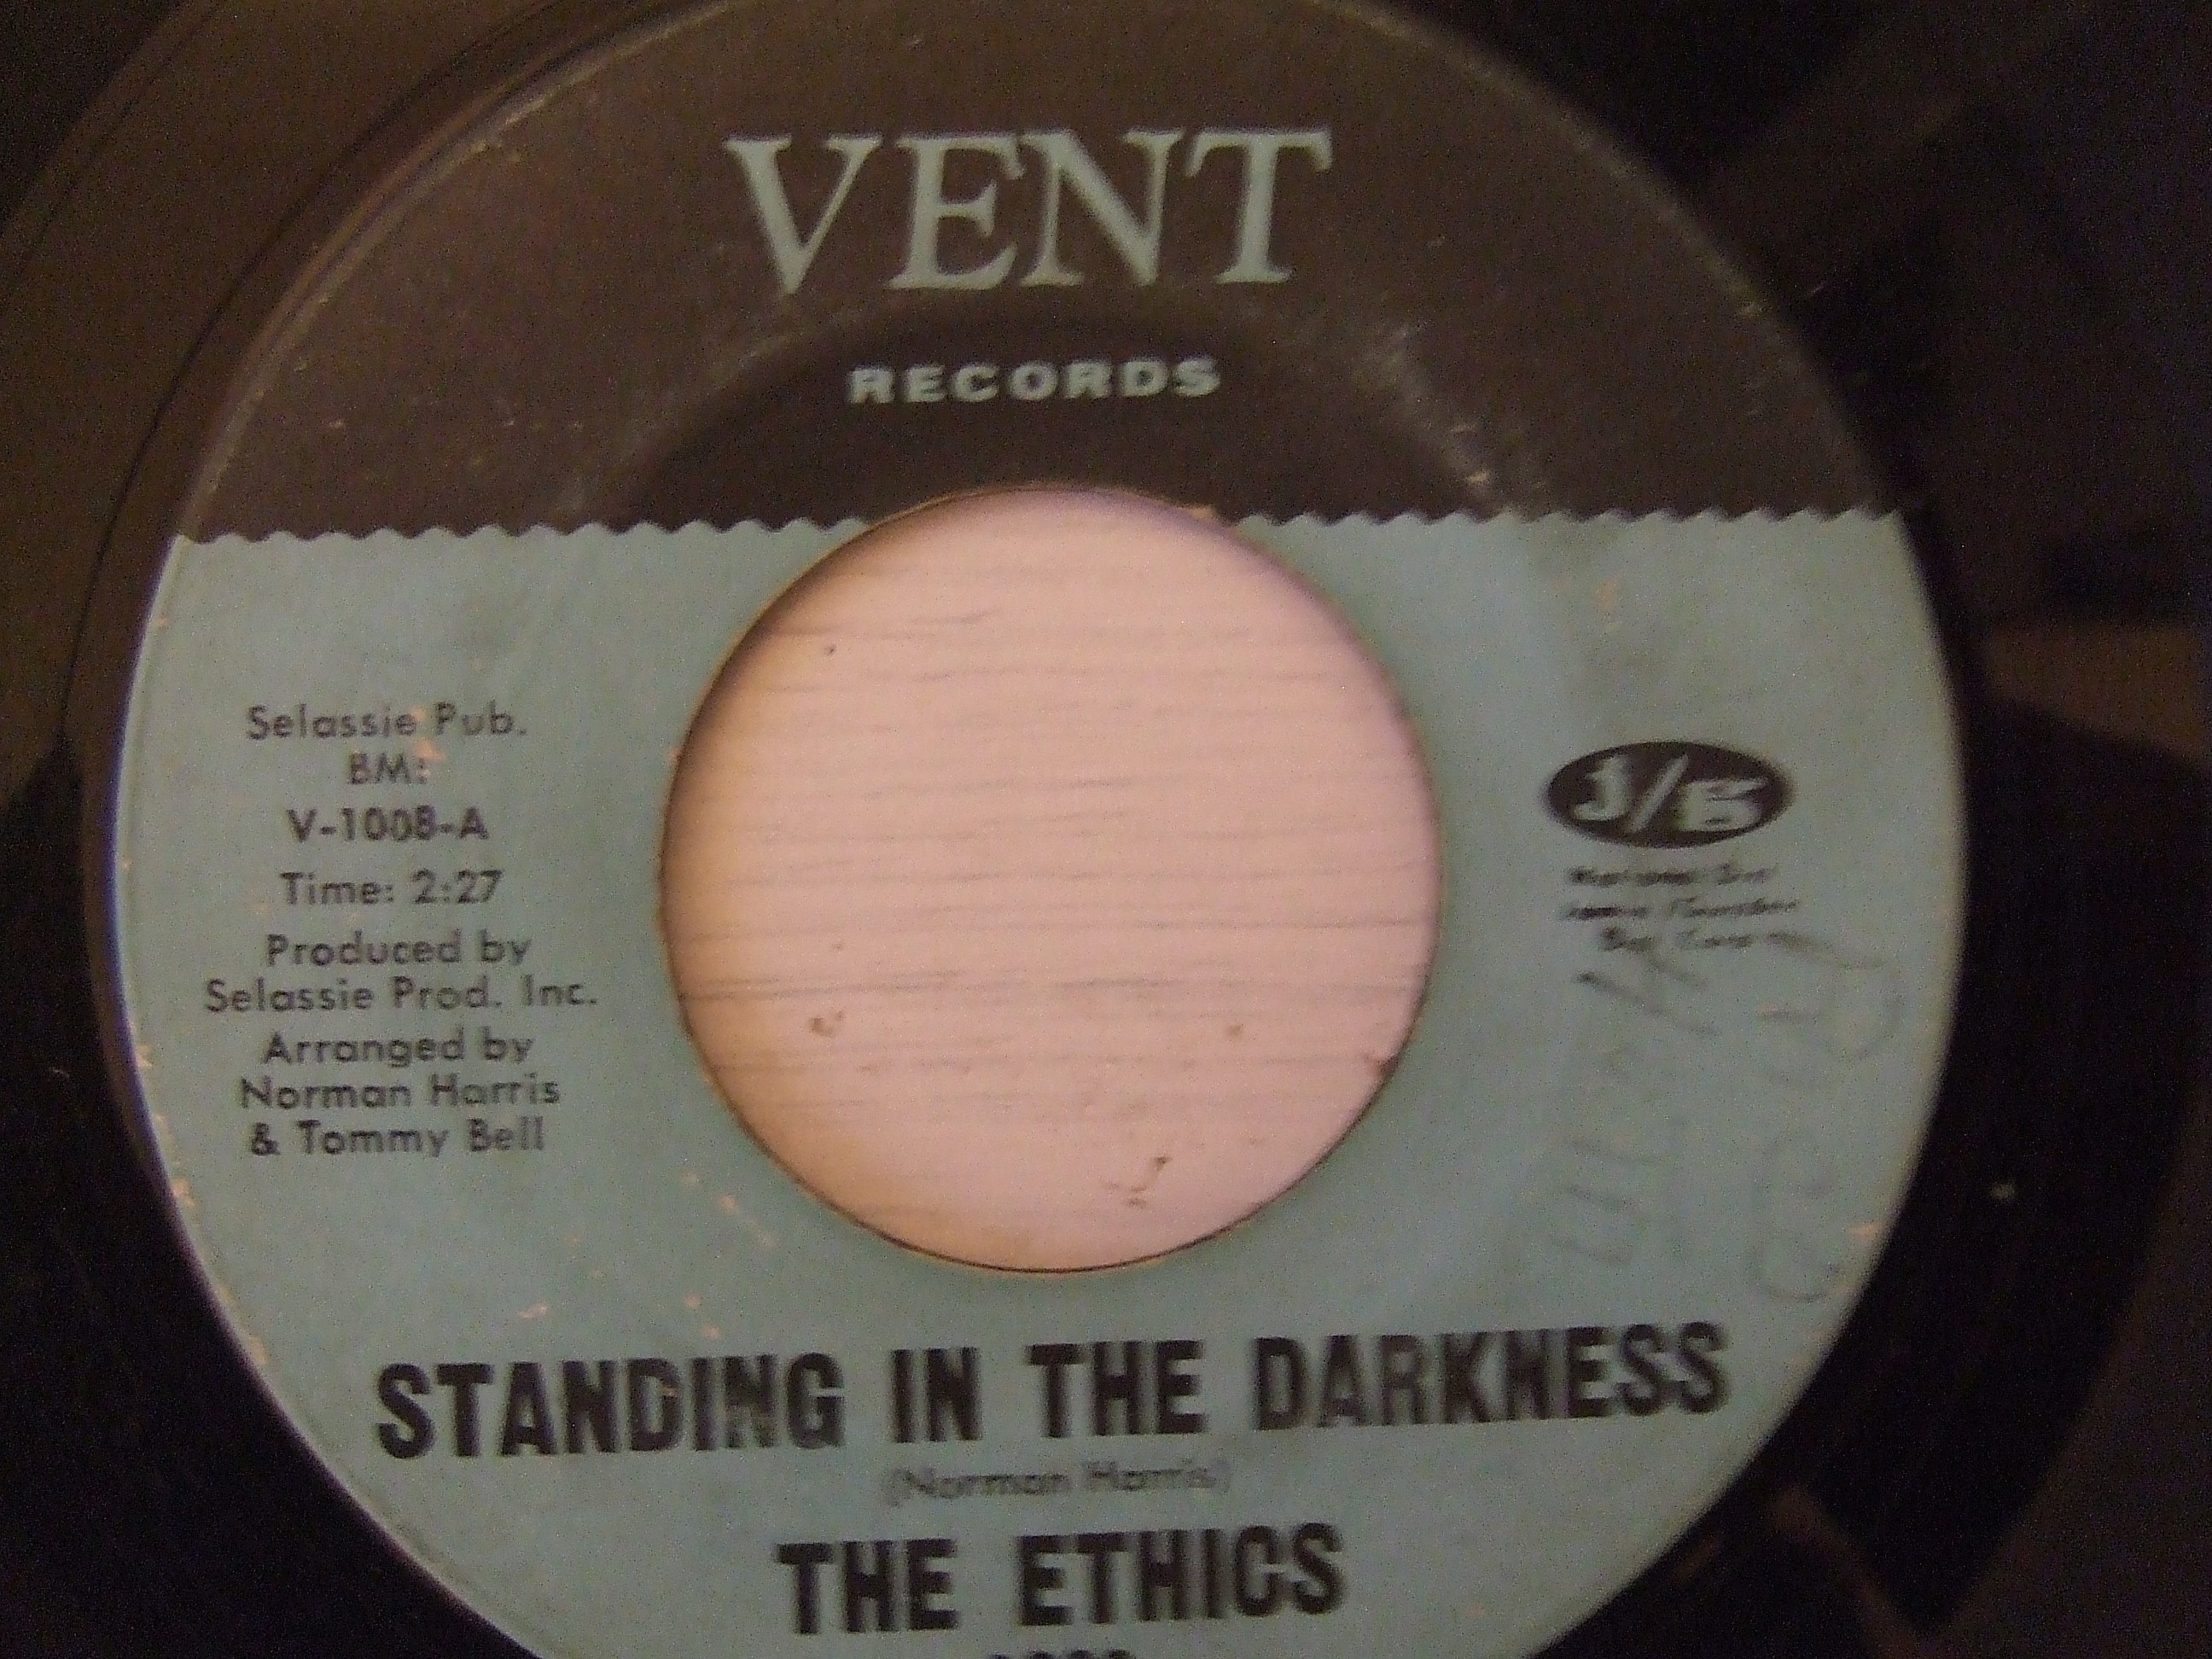 VENT
RECORDS
Selassie Pub.
BM:
V-1008-A
Time: 2:27
Produced by
Selassie Prod. Inc.
Arranged by
Norman Harris
& Tommy Bell
j/g
STANDING IN THE DARKNESS
(Norman Harris)
THE ETHICS